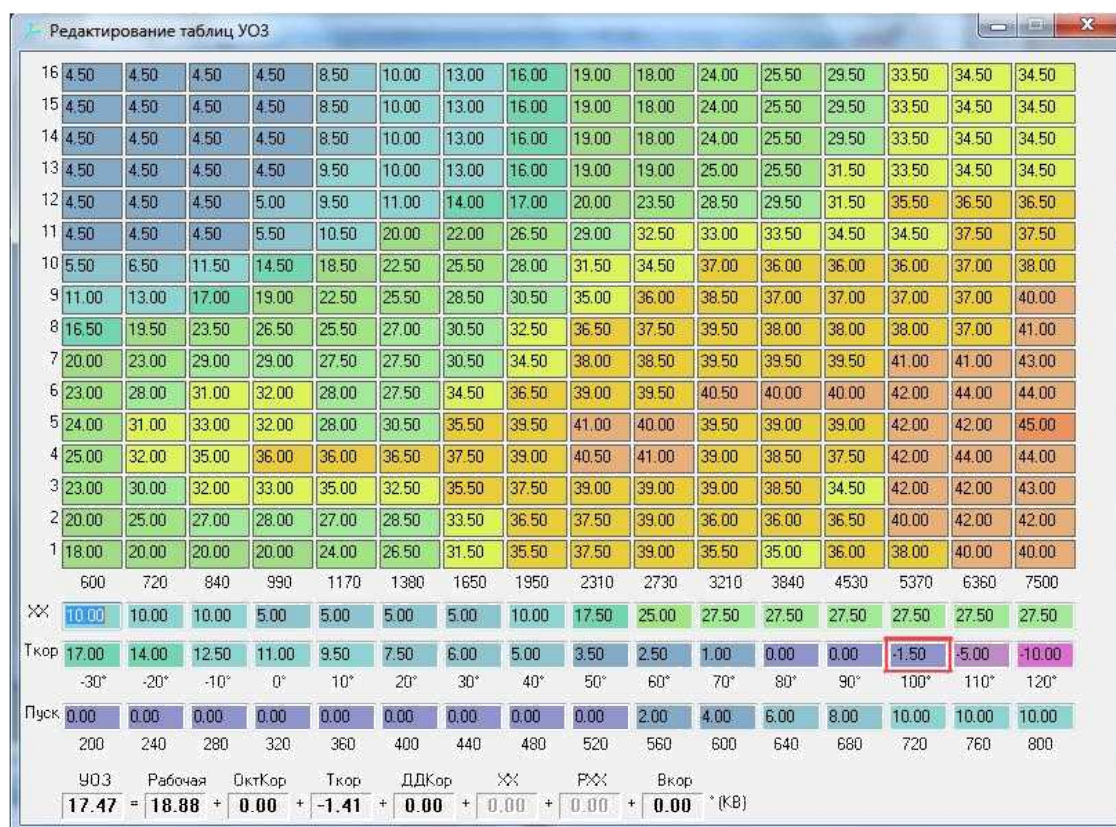 Редактирование таблиц УОЗ
16 4.50 4.50 4.50 4.50 8.50 10.00 13.00 16.00 19.00 18.00 24.00 25.50 29.50 33.50 34.50 34.50
15 4.50 4.50 4.50 4.50 8.50 10.00 13.00 16.00 19.00 18.00 24.00 25.50 29.50 33.50 34.50 34.50
14 4.50 4.50 4.50 4.50 8.50 10.00 13.00 16.00 19.00 18.00 24.00 25.50 29.50 33.50 34.50 34.50
13 4.50 4.50 4.50 4.50 9.50 10.00 13.00 16.00 19.00 19.00 25.00 25.50 31.50 33.50 34.50 34.50
12 4.50 4.50 4.50 5.00 9.50 11.00 14.00 17.00 20.00 23.50 28.50 29.50 31.50 35.50 36.50 36.50
11 4.50 4.50 4.50 5.50 10.50 20.00 22.00 26.50 29.00 32.50 33.00 33.50 34.50 34.50 37.50 37.50
10 5.50 6.50 11.50 14.50 18.50 22.50 25.50 28.00 31.50 34.50 37.00 36.00 36.00 36.00 37.00 38.00
9 11.00 13.00 17.00 19.00 22.50 25.50 28.50 30.50 35.00 36.00 38.50 37.00 37.00 37.00 37.00 40.00
8 16.50 19.50 23.50 26.50 25.50 27.00 30.50 32.50 36.50 37.50 39.50 38.00 38.00 38.00 37.00 41.00
7 20.00 23.00 29.00 29.00 27.50 27.50 30.50 34.50 38.00 38.50 39.50 39.50 39.50 41.00 41.00 43.00
6 23.00 28.00 31.00 32.00 28.00 27.50 34.50 36.50 39.00 39.50 40.50 40.00 40.00 42.00 44.00 44.00
5 24.00 31.00 33.00 32.00 28.00 30.50 35.50 39.50 41.00 40.00 39.50 39.00 39.00 42.00 42.00 45.00
4 25.00 32.00 35.00 36.00 36.00 36.50 37.50 39.00 40.50 41.00 39.00 38.50 37.50 42.00 44.00 44.00
3 23.00 30.00 32.00 33.00 35.00 32.50 35.50 37.50 39.00 39.00 39.00 38.50 34.50 42.00 42.00 43.00
2 20.00 25.00 27.00 28.00 27.00 28.50 33.50 36.50 37.50 39.00 36.00 36.00 36.50 40.00 42.00 42.00
1 18.00 20.00 20.00 20.00 24.00 26.50 31.50 35.50 37.50 39.00 35.50 35.00 36.00 38.00 40.00 40.00
600 720 840 990 1170 1380 1650 1950 2310 2730 3210 3840 4530 5370 6360 7500
ХХ 10.00 10.00 10.00 5.00 5.00 5.00 5.00 10.00 17.50 25.00 27.50 27.50 27.50 27.50 27.50 27.50
Ткор 17.00 14.00 12.50 11.00 9.50 7.50 6.00 5.00 3.50 2.50 1.00 0.00 0.00 -1.50 -5.00 -10.00
-30° -20° -10° 0° 10° 20° 30° 40° 50° 60° 70° 80° 90° 100° 110° 120°
Пуск 0.00 0.00 0.00 0.00 0.00 0.00 0.00 0.00 0.00 2.00 4.00 6.00 8.00 10.00 10.00 10.00
200 240 280 320 360 400 440 480 520 560 600 640 680 720 760 800
УОЗ Рабочая ОктКор Ткор ДДКор ХХ РХХ Вкор
17.47 = 18.88 + 0.00 + -1.41 + 0.00 + 0.00 + 0.00 + 0.00 °(КВ)